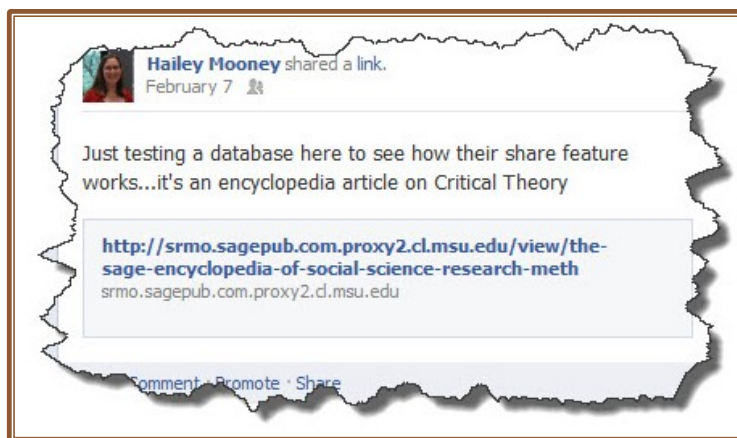 Hailey Mooney shared a link.
February 7
Just testing a database here to see how their share feature
works...it's an encyclopedia article on Critical Theory
http://srmo.sagepub.com.proxy2.cl.msu.edu/view/the-
sage-encyclopedia-of-social-science-research-meth
srmo.sagepub.com.proxy2.cl.msu.edu
Comment · Promote · Share